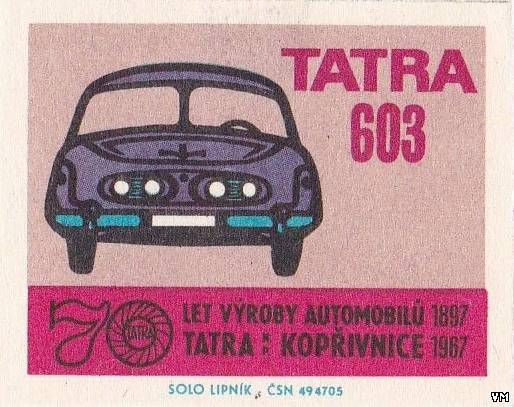 TATRA
603
70 TATRA
LET VÝROBY AUTOMOBILŮ 1897
TATRA n. p. KOPŘIVNICE 1967
SOLO LIPNÍK, ČSN 494705
VM